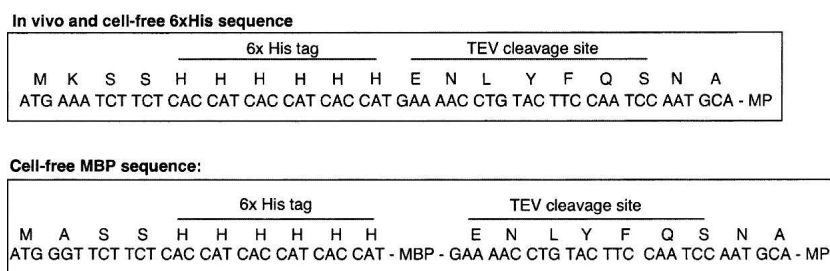 In vivo and cell-free 6xHis sequence
6x His tag TEV cleavage site
M K S S H H H H H H E N L Y F Q S N A
ATG AAA TCT TCT CAC CAT CAC CAT CAC CAT GAA AAC CTG TAC TTC CAA TCC AAT GCA - MP
Cell-free MBP sequence:
6x His tag TEV cleavage site
M A S S H H H H H H E N L Y F Q S N A
ATG GGT TCT TCT CAC CAT CAC CAT CAC CAT - MBP - GAA AAC CTG TAC TTC CAA TCC AAT GCA - MP